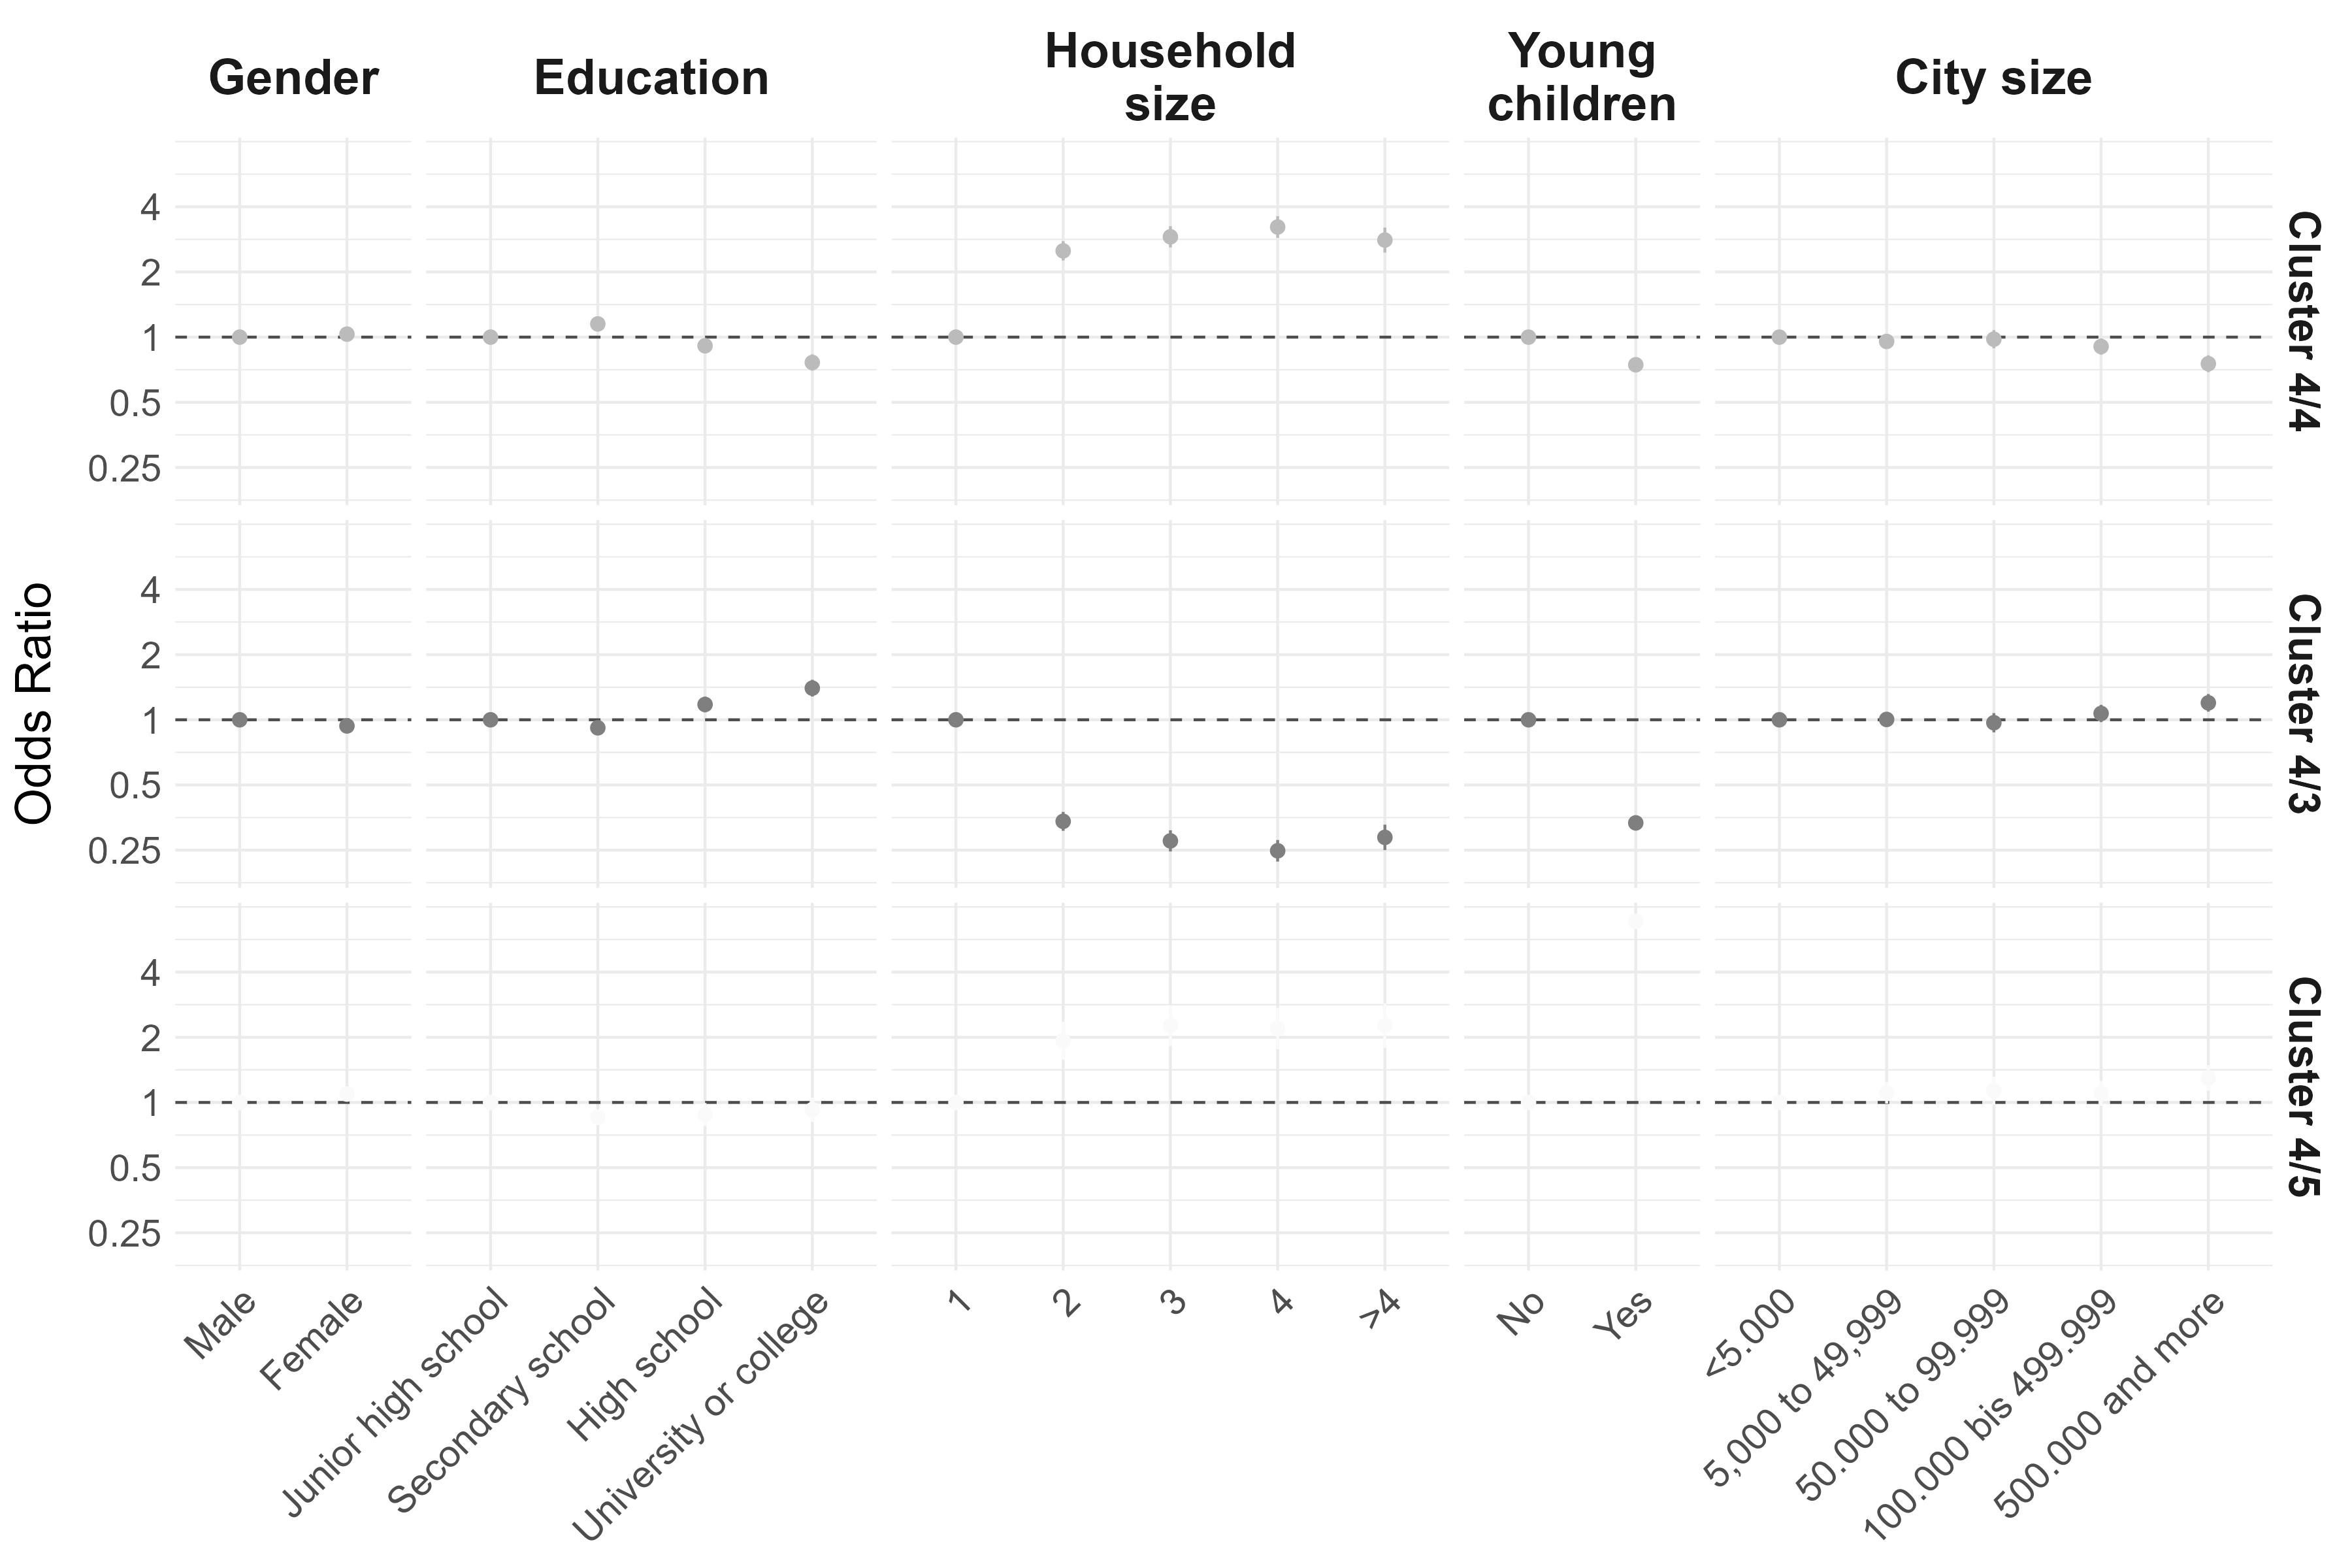 Gender
Education
Household
size
Young
children
City size
4
2
1
0.5
0.25
Cluster 4/4
Odds Ratio
4
2
1
0.5
0.25
Cluster 4/3
4
2
1
0.5
0.25
Cluster 4/5
Male
Female
Junior high school
Secondary school
High school
University or college
1
2
3
4
>4
No
Yes
<5.000
5,000 to 49,999
50.000 to 99.999
100.000 bis 499.999
500.000 and more